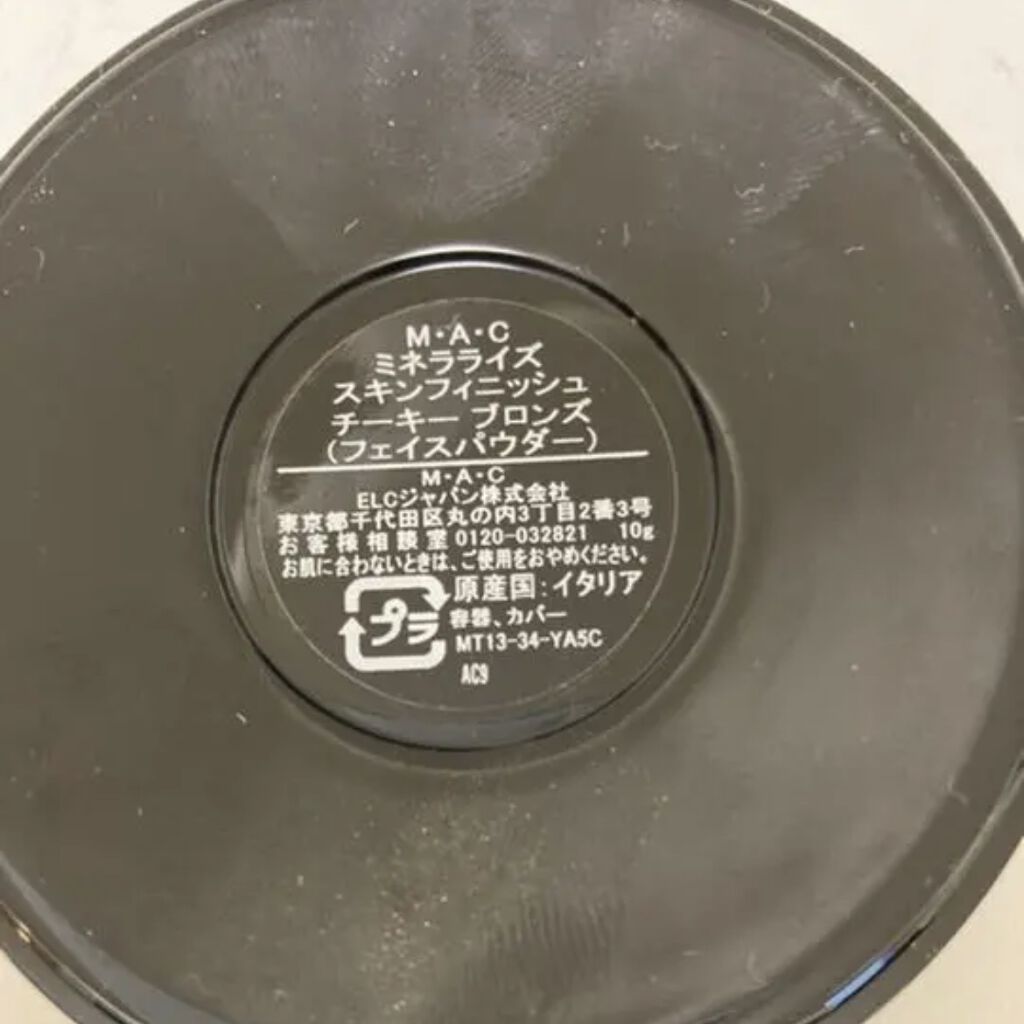 M・A・C
ミネラライズ
スキンフィニッシュ
チーキー ブロンズ
(フェイスパウダー)
M・A・C
ELCジャパン株式会社
東京都千代田区丸の内3丁目2番3号
お客様相談室 0120-032821 10g
お肌に合わないときは、ご使用をおやめください。
原産国：イタリア
プラ 容器、カバー
MT13-34-YA5C
AC9